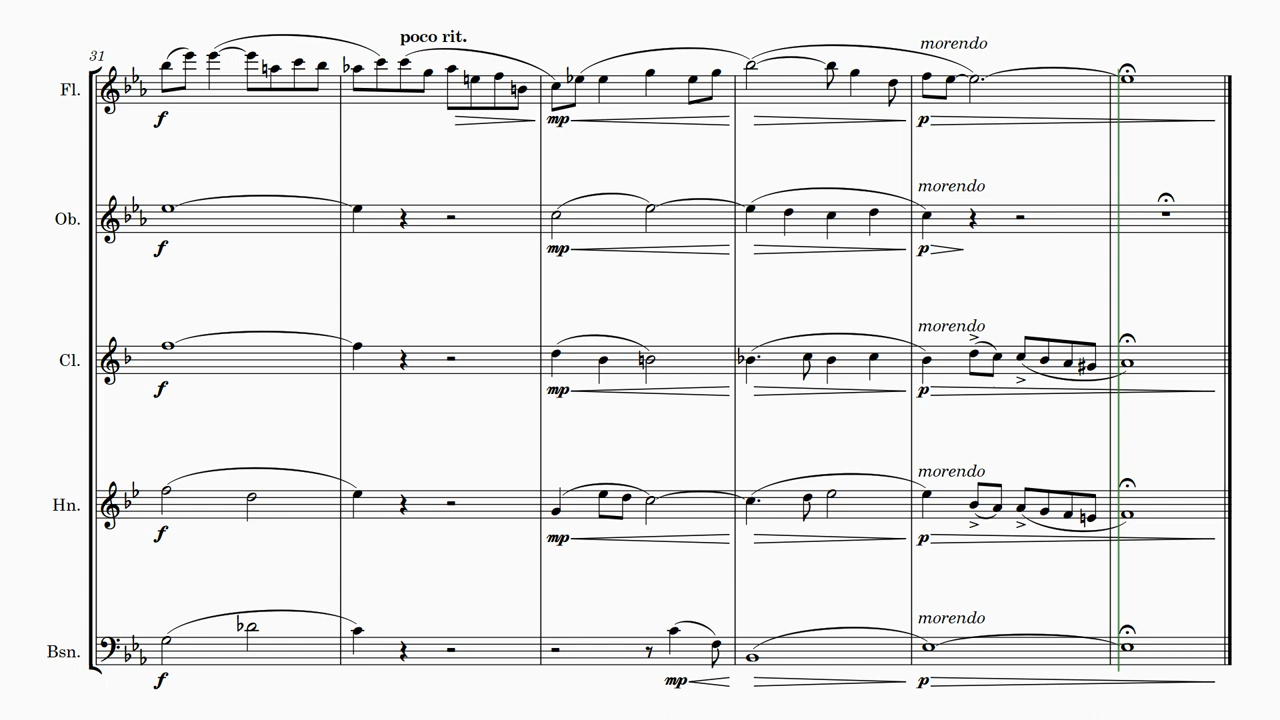 31
poco rit.
morendo
Fl.
f
mp
p
morendo
Ob.
f
mp
p
morendo
Cl.
f
mp
p
morendo
Hn.
f
mp
p
morendo
Bsn.
f
mp
p